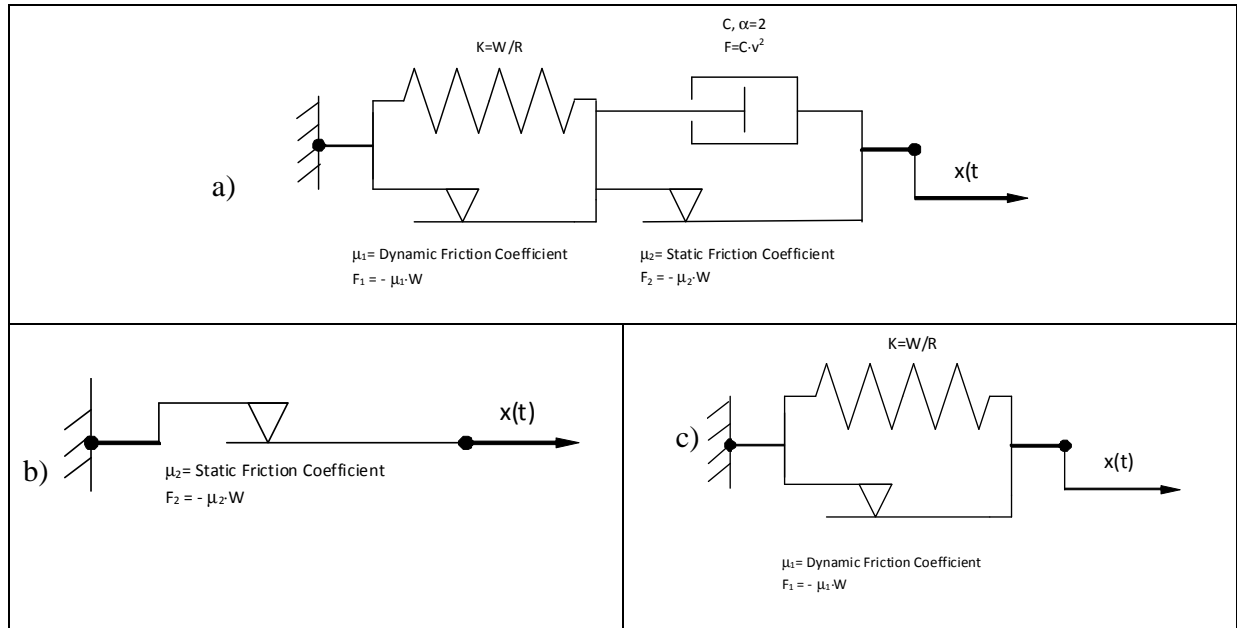 C, α=2
F=C·v²
K=W/R
x(t
a)
μ₁= Dynamic Friction Coefficient
F₁ = - μ₁·W
μ₂= Static Friction Coefficient
F₂ = - μ₂·W
x(t)
b)
μ₂= Static Friction Coefficient
F₂ = - μ₂·W
K=W/R
c)
x(t)
μ₁= Dynamic Friction Coefficient
F₁ = - μ₁·W